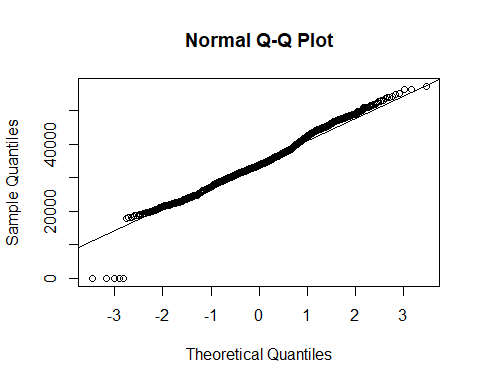 Normal Q-Q Plot
Sample Quantiles
40000
20000
0
-3 -2 -1 0 1 2 3
Theoretical Quantiles